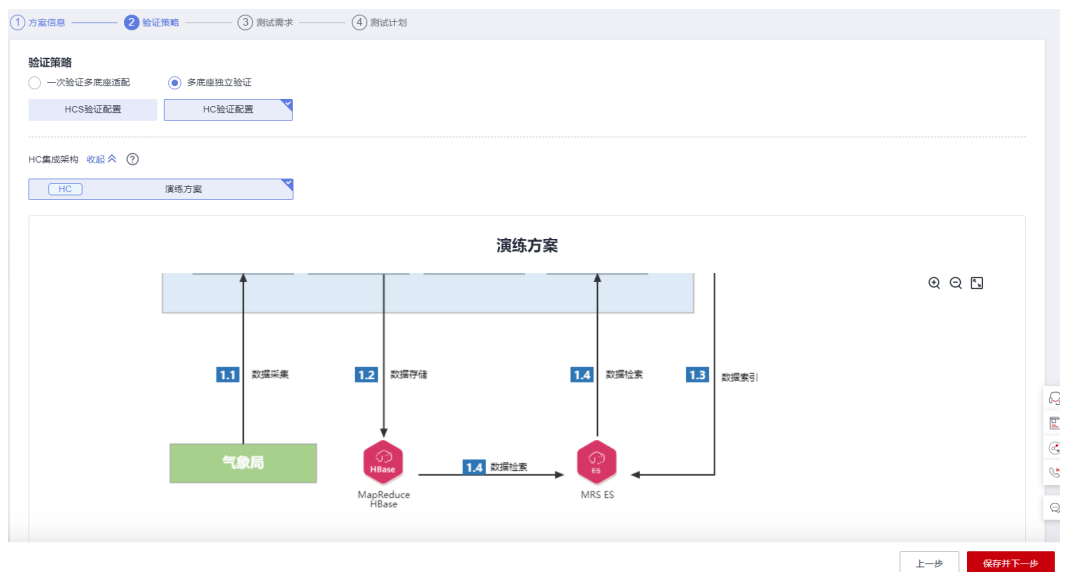 1 方案信息 2 验证策略 3 测试需求 4 测试计划
验证策略
一次验证多底座适配 多底座独立验证
HCS验证配置 HC验证配置
HC集成架构 收起 ?
HC 演练方案
演练方案
1.1 数据采集 1.2 数据存储 1.4 数据检索 1.3 数据索引
气象局 HBase 1.4 数据检索 ES
MapReduce
HBase
MRS ES
上一步 保存并下一步